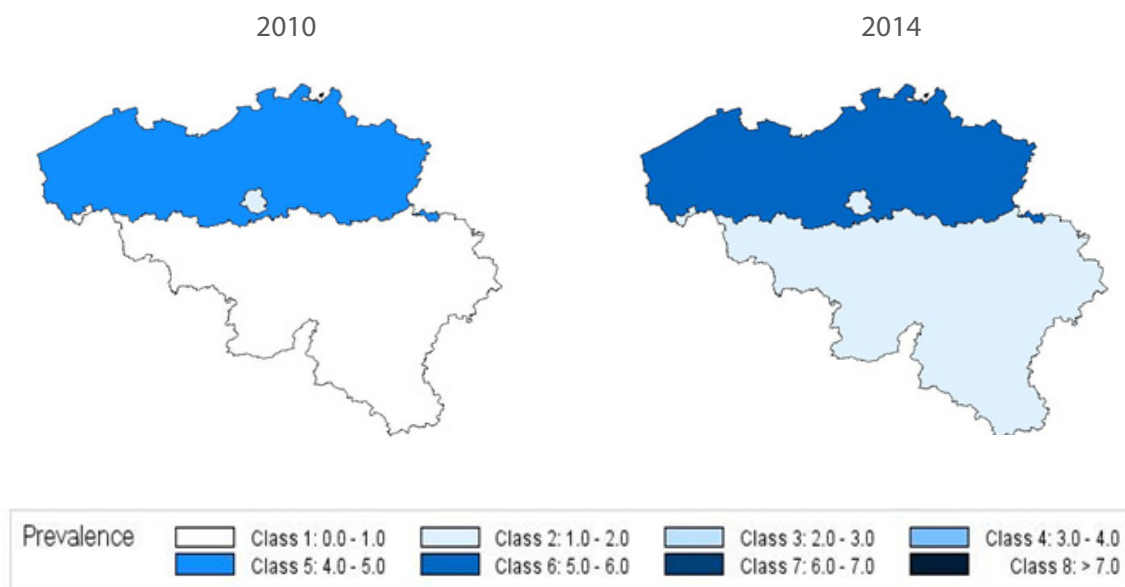 2010 2014
Prevalence Class 1: 0.0 - 1.0 Class 2: 1.0 - 2.0 Class 3: 2.0 - 3.0 Class 4: 3.0 - 4.0
Class 5: 4.0 - 5.0 Class 6: 5.0 - 6.0 Class 7: 6.0 - 7.0 Class 8: > 7.0